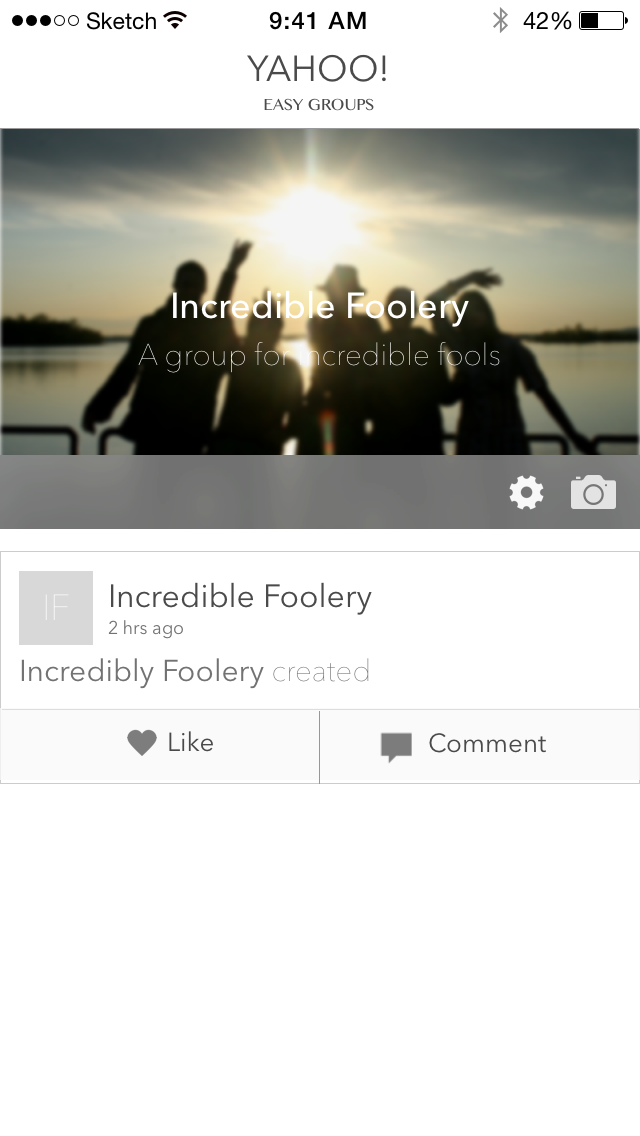 Sketch 9:41 AM 42%
YAHOO!
EASY GROUPS
Incredible Foolery
A group for incredible fools
IF Incredible Foolery
2 hrs ago
Incredibly Foolery created
Like Comment